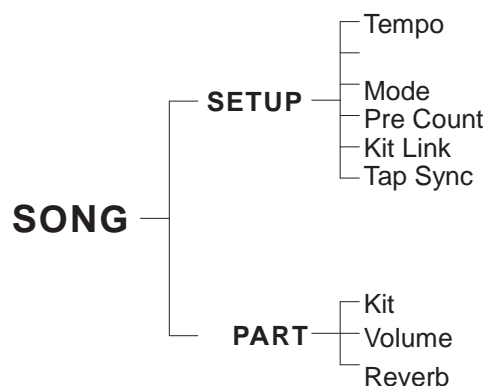 Tempo
Mode
SETUP
Pre Count
Kit Link
Tap Sync
SONG
Kit
PART
Volume
Reverb